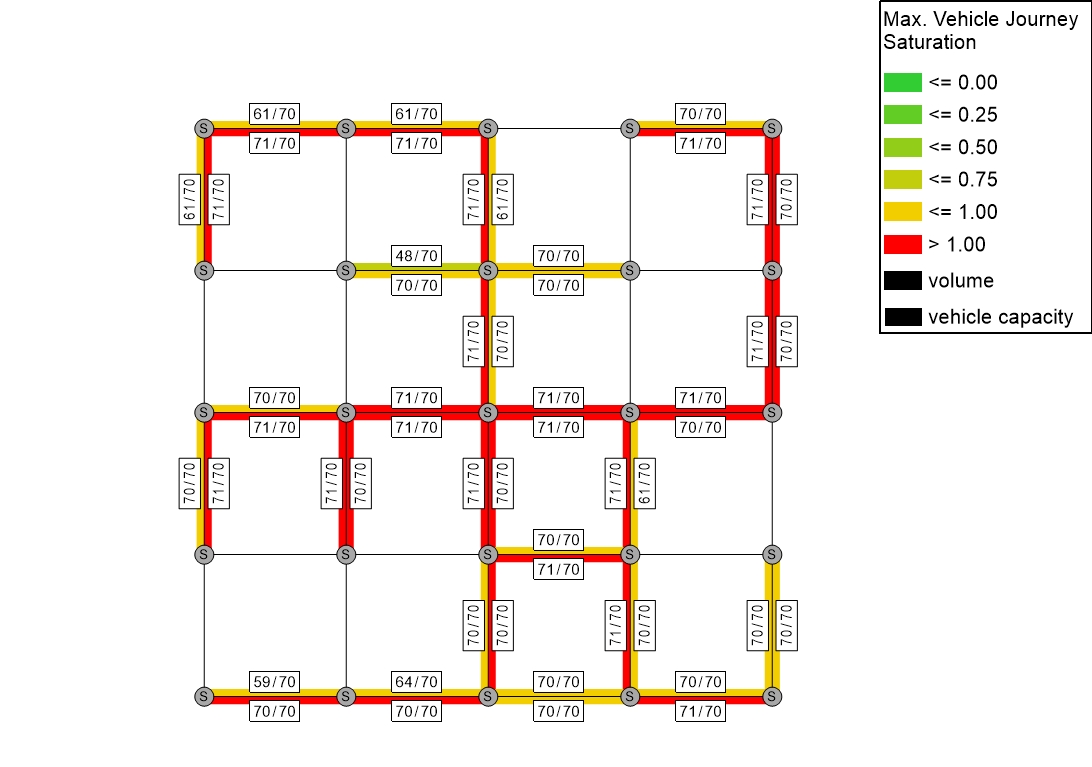 Max. Vehicle Journey
Saturation
<= 0.00
<= 0.25
<= 0.50
<= 0.75
<= 1.00
> 1.00
volume
vehicle capacity
61/70 61/70 70/70
S S S S S
71/70 71/70 71/70
61/70 71/70 71/70 61/70 71/70 70/70
48/70 70/70
S S S S S
70/70 70/70
71/70 70/70 71/70 70/70
70/70 71/70 71/70 71/70
S S S S S
71/70 71/70 71/70 70/70
70/70 71/70 71/70 70/70 71/70 70/70 71/70 61/70
70/70
S S S S S
71/70
70/70 70/70 71/70 70/70 70/70 70/70
59/70 64/70 70/70 70/70
S S S S S
70/70 70/70 70/70 71/70